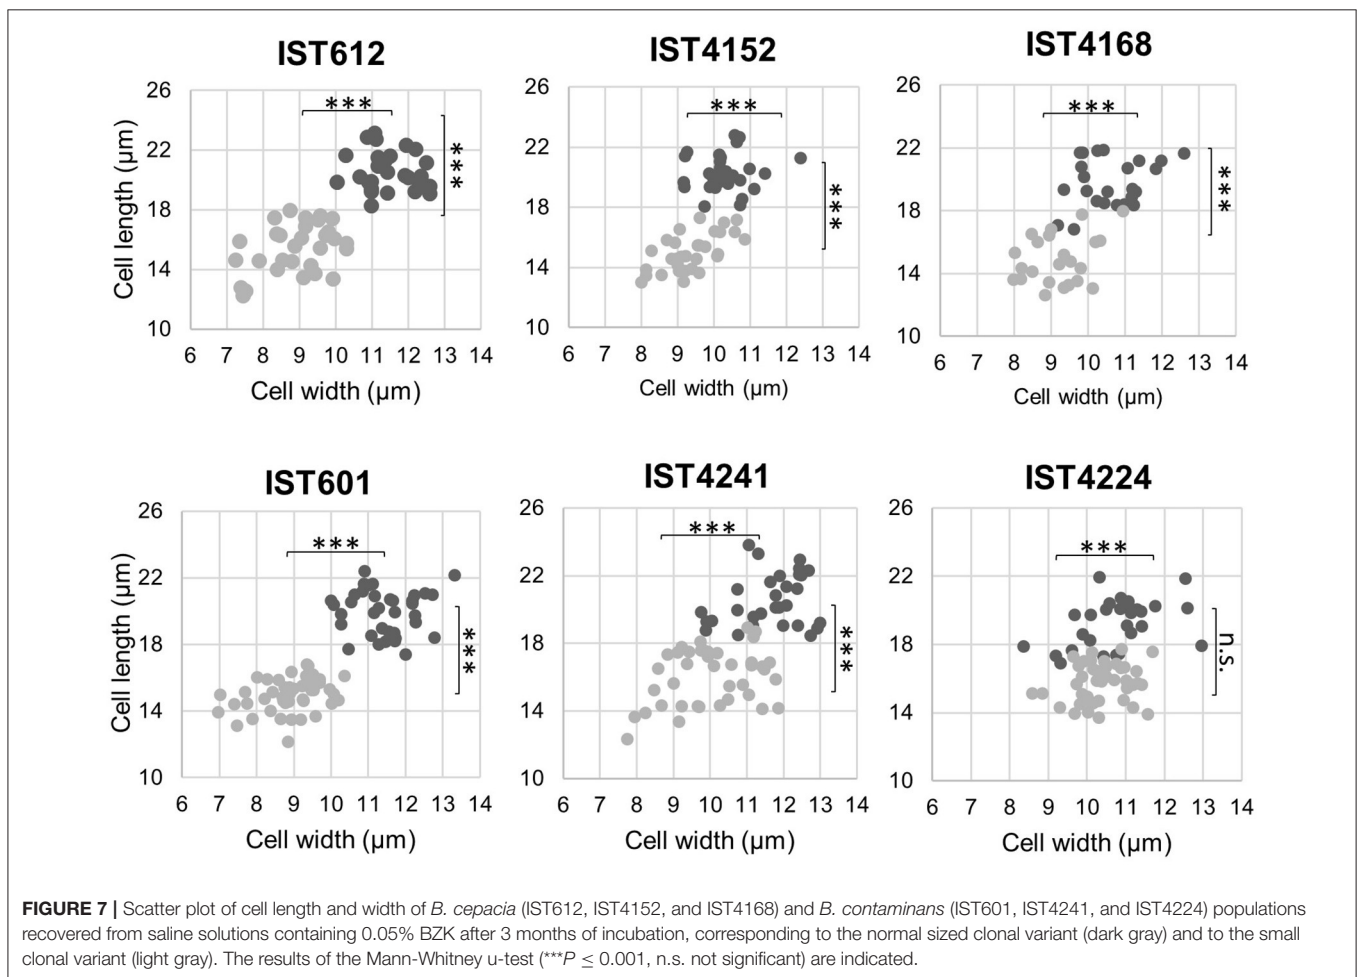 IST612
IST4152
IST4168
26
22
18
14
10
Cell length (µm)
***
***
6 7 8 9 10 11 12 13 14
Cell width (µm)
26
22
18
14
10
***
***
6 7 8 9 10 11 12 13 14
Cell width (µm)
26
22
18
14
10
***
***
6 7 8 9 10 11 12 13 14
Cell width (µm)
IST601
IST4241
IST4224
26
22
18
14
10
Cell length (µm)
***
***
6 7 8 9 10 11 12 13 14
Cell width (µm)
26
22
18
14
10
***
***
6 7 8 9 10 11 12 13 14
Cell width (µm)
26
22
18
14
10
***
n.s.
6 7 8 9 10 11 12 13 14
Cell width (µm)
FIGURE 7 | Scatter plot of cell length and width of B. cepacia (IST612, IST4152, and IST4168) and B. contaminans (IST601, IST4241, and IST4224) populations
recovered from saline solutions containing 0.05% BZK after 3 months of incubation, corresponding to the normal sized clonal variant (dark gray) and to the small
clonal variant (light gray). The results of the Mann-Whitney u-test (***P ≤ 0.001, n.s. not significant) are indicated.